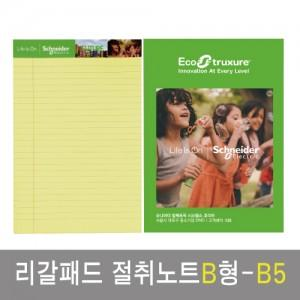 Life Is On | Schneider
EcoStruxure
Innovation At Every Level
Life Is On | Schneider
Electric
리갈패드 절취노트B형-B5